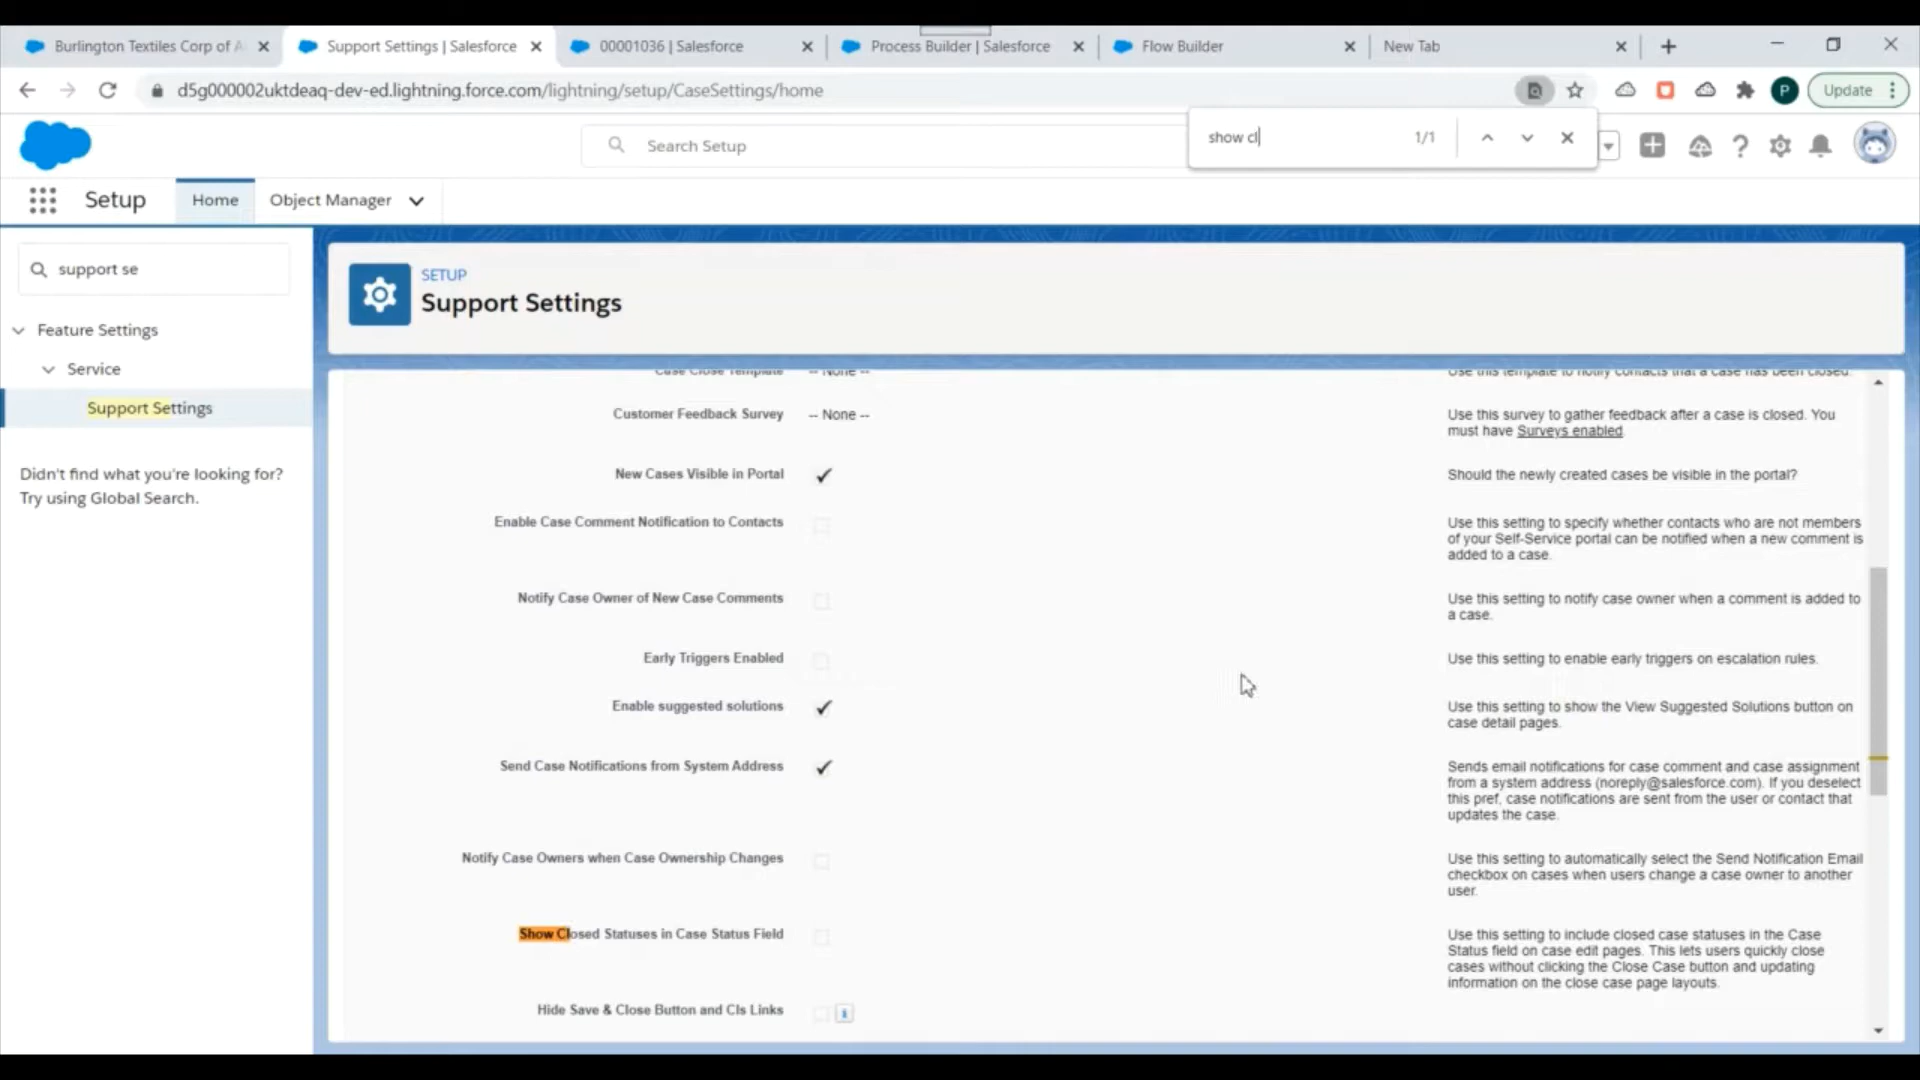 Burlington Textiles Corp of A
Support Settings | Salesforce
00001036 | Salesforce
Process Builder | Salesforce
Flow Builder
New Tab
d5g000002uktdeaq-dev-ed.lightning.force.com/lightning/setup/CaseSettings/home
P
Update
show cl
1/1
Search Setup
Setup
Home
Object Manager
support se
Feature Settings
Service
Support Settings
Didn't find what you're looking for?
Try using Global Search.
SETUP
Support Settings
Case Close Template -- None --
Use this template to notify contacts that a case has been closed.
Customer Feedback Survey -- None --
Use this survey to gather feedback after a case is closed. You
must have Surveys enabled.
New Cases Visible in Portal
Should the newly created cases be visible in the portal?
Enable Case Comment Notification to Contacts
Use this setting to specify whether contacts who are not members
of your Self-Service portal can be notified when a new comment is
added to a case.
Notify Case Owner of New Case Comments
Use this setting to notify case owner when a comment is added to
a case.
Early Triggers Enabled
Use this setting to enable early triggers on escalation rules.
Enable suggested solutions
Use this setting to show the View Suggested Solutions button on
case detail pages.
Send Case Notifications from System Address
Sends email notifications for case comment and case assignment
from a system address (noreply@salesforce.com). If you deselect
this pref, case notifications are sent from the user or contact that
updates the case.
Notify Case Owners when Case Ownership Changes
Use this setting to automatically select the Send Notification Email
checkbox on cases when users change a case owner to another
user.
Show Closed Statuses in Case Status Field
Use this setting to include closed case statuses in the Case
Status field on case edit pages. This lets users quickly close
cases without clicking the Close Case button and updating
information on the close case page layouts.
Hide Save & Close Button and Cls Links